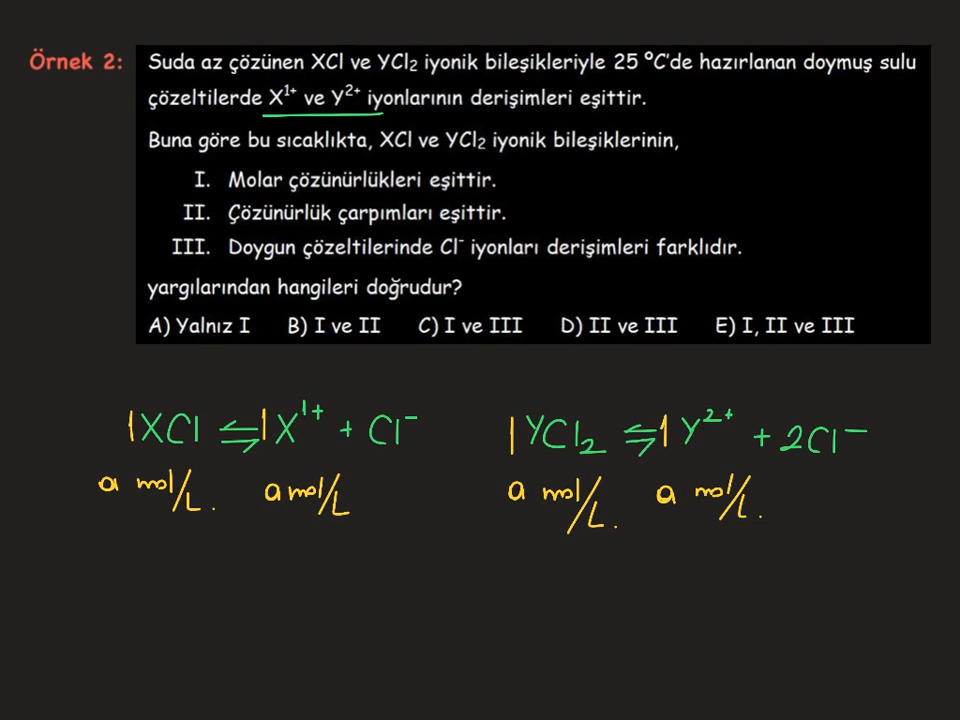 Örnek 2: Suda az çözünen XCl ve YCl₂ iyonik bileşikleriyle 25 °C'de hazırlanan doymuş sulu
çözeltilerde X¹⁺ ve Y²⁺ iyonlarının derişimleri eşittir.
Buna göre bu sıcaklıkta, XCl ve YCl₂ iyonik bileşiklerinin,
I. Molar çözünürlükleri eşittir.
II. Çözünürlük çarpımları eşittir.
III. Doygun çözeltilerinde Cl⁻ iyonları derişimleri farklıdır.
yargılarından hangileri doğrudur?
A) Yalnız I B) I ve II C) I ve III D) II ve III E) I, II ve III
1XCl ⇌ 1X¹⁺ + Cl⁻ 1YCl₂ ⇌ 1Y²⁺ + 2Cl⁻
a mol/L. a mol/L a mol/L. a mol/L.